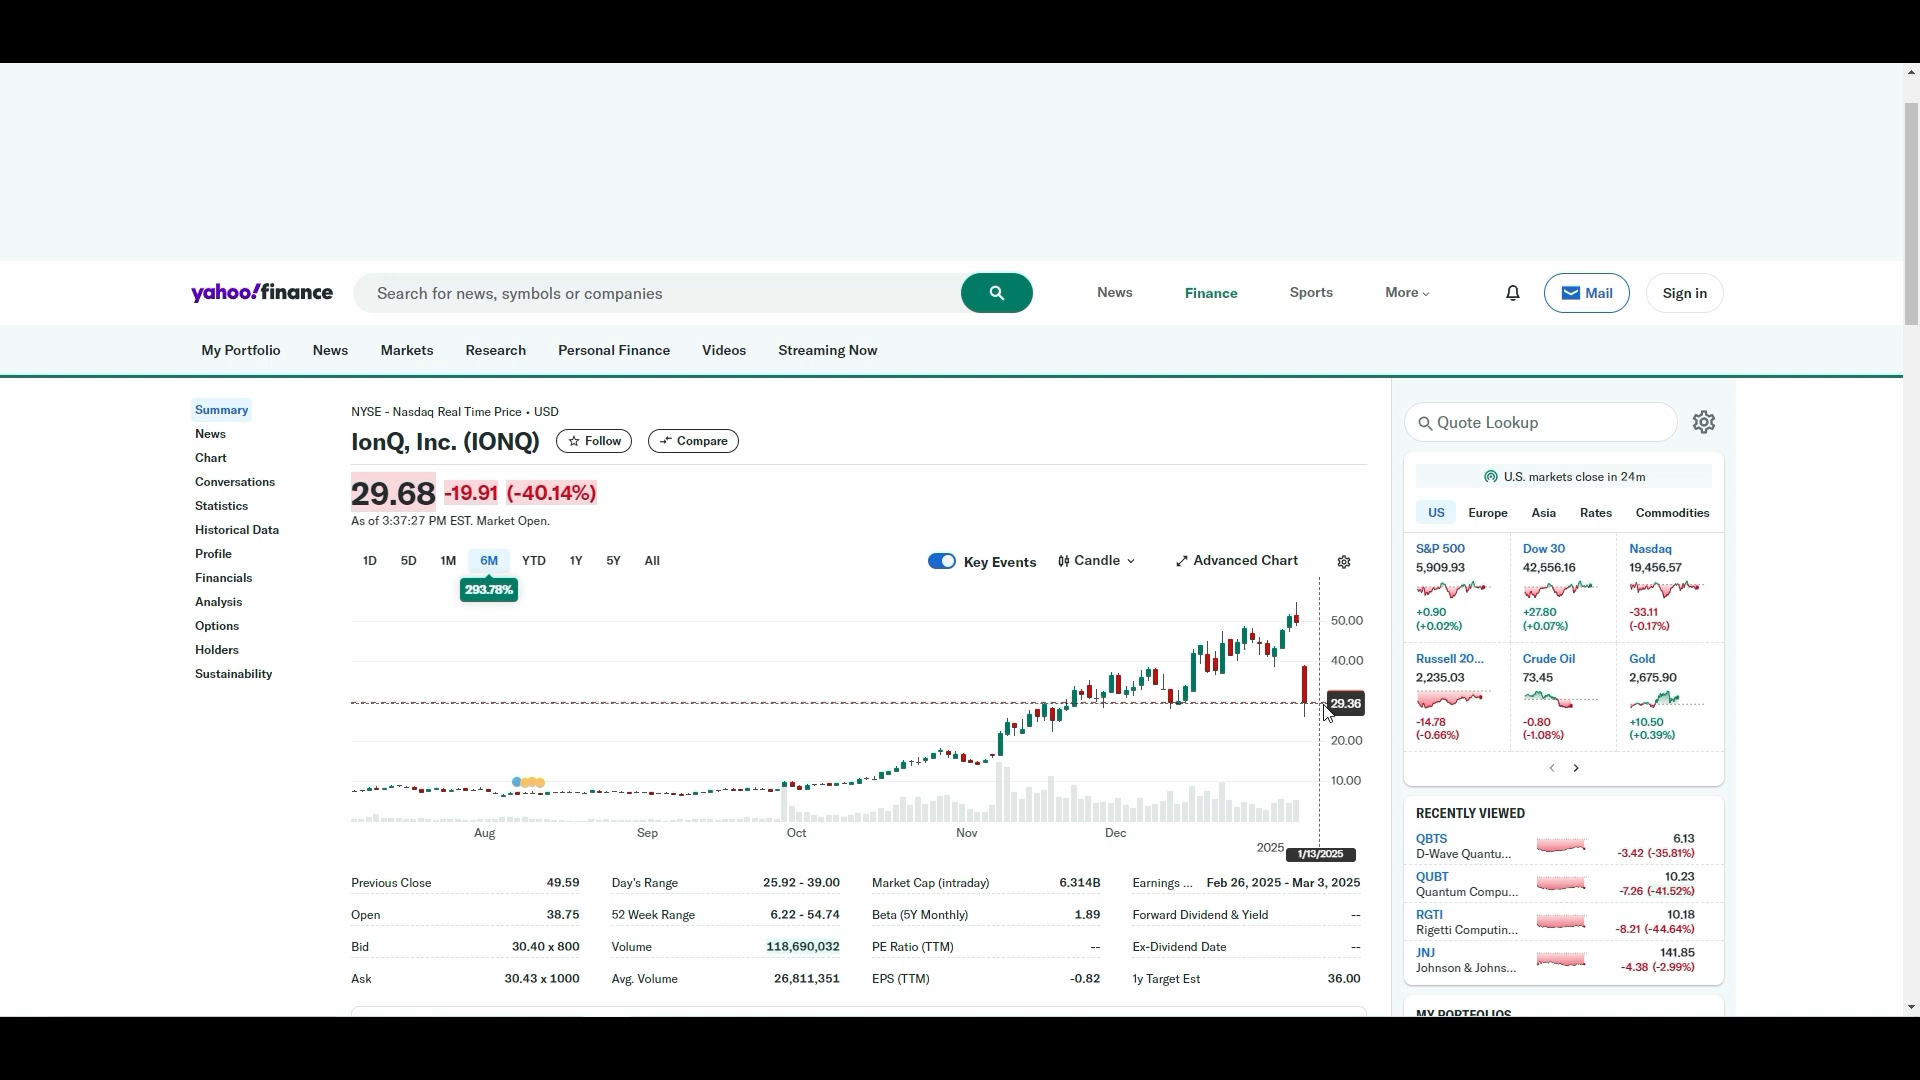 yahoo!finance
Search for news, symbols or companies
News Finance Sports More
Mail
Sign in
My Portfolio News Markets Research Personal Finance Videos Streaming Now
Summary
News
Chart
Conversations
Statistics
Historical Data
Profile
Financials
Analysis
Options
Holders
Sustainability
NYSE - Nasdaq Real Time Price • USD
IonQ, Inc. (IONQ)
Follow
Compare
29.68 -19.91 (-40.14%)
As of 3:37:27 PM EST. Market Open.
1D 5D 1M 6M YTD 1Y 5Y All
293.78%
Key Events
Candle
Advanced Chart
50.00
40.00
29.36
20.00
10.00
Aug Sep Oct Nov Dec
2025
1/13/2025
Previous Close 49.59
Open 38.75
Bid 30.40 x 800
Ask 30.43 x 1000
Day's Range 25.92 - 39.00
52 Week Range 6.22 - 54.74
Volume 118,690,032
Avg. Volume 26,811,351
Market Cap (intraday) 6.314B
Beta (5Y Monthly) 1.89
PE Ratio (TTM) --
EPS (TTM) -0.82
Earnings ... Feb 26, 2025 - Mar 3, 2025
Forward Dividend & Yield --
Ex-Dividend Date --
1y Target Est 36.00
Quote Lookup
U.S. markets close in 24m
US Europe Asia Rates Commodities
S&P 500
5,909.93
+0.90
(+0.02%)
Dow 30
42,556.16
+27.80
(+0.07%)
Nasdaq
19,456.57
-33.11
(-0.17%)
Russell 20...
2,235.03
-14.78
(-0.66%)
Crude Oil
73.45
-0.80
(-1.08%)
Gold
2,675.90
+10.50
(+0.39%)
RECENTLY VIEWED
QBTS 6.13
D-Wave Quantu... -3.42 (-35.81%)
QUBT 10.23
Quantum Compu... -7.26 (-41.52%)
RGTI 10.18
Rigetti Computin... -8.21 (-44.64%)
JNJ 141.85
Johnson & Johns... -4.38 (-2.99%)
MY PORTFOLIOS